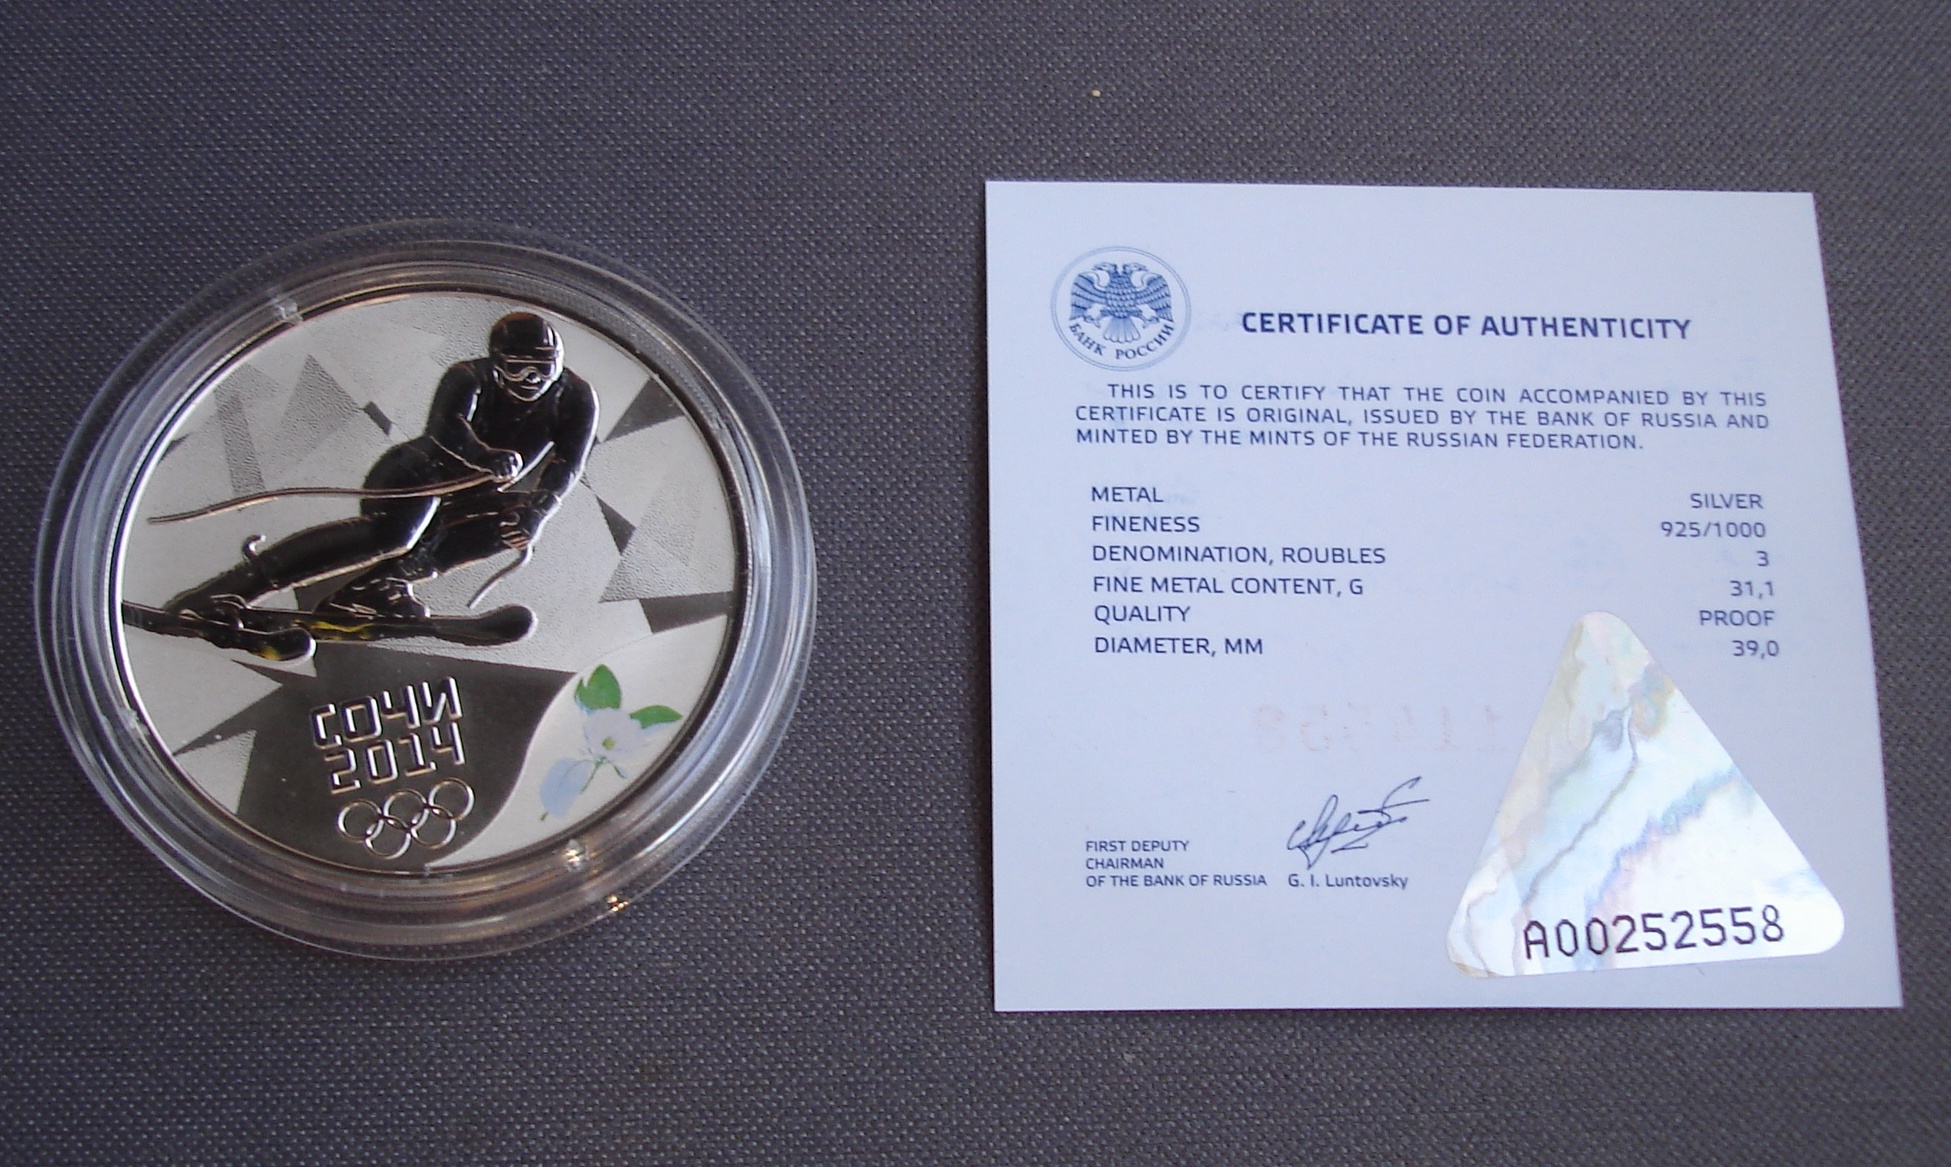 СОЧИ
2014
БАНК РОССИИ
CERTIFICATE OF AUTHENTICITY
THIS IS TO CERTIFY THAT THE COIN ACCOMPANIED BY THIS
CERTIFICATE IS ORIGINAL, ISSUED BY THE BANK OF RUSSIA AND
MINTED BY THE MINTS OF THE RUSSIAN FEDERATION.
METAL SILVER
FINENESS 925/1000
DENOMINATION, ROUBLES 3
FINE METAL CONTENT, G 31,1
QUALITY PROOF
DIAMETER, MM 39,0
FIRST DEPUTY
CHAIRMAN
OF THE BANK OF RUSSIA G. I. Luntovsky
A00252558